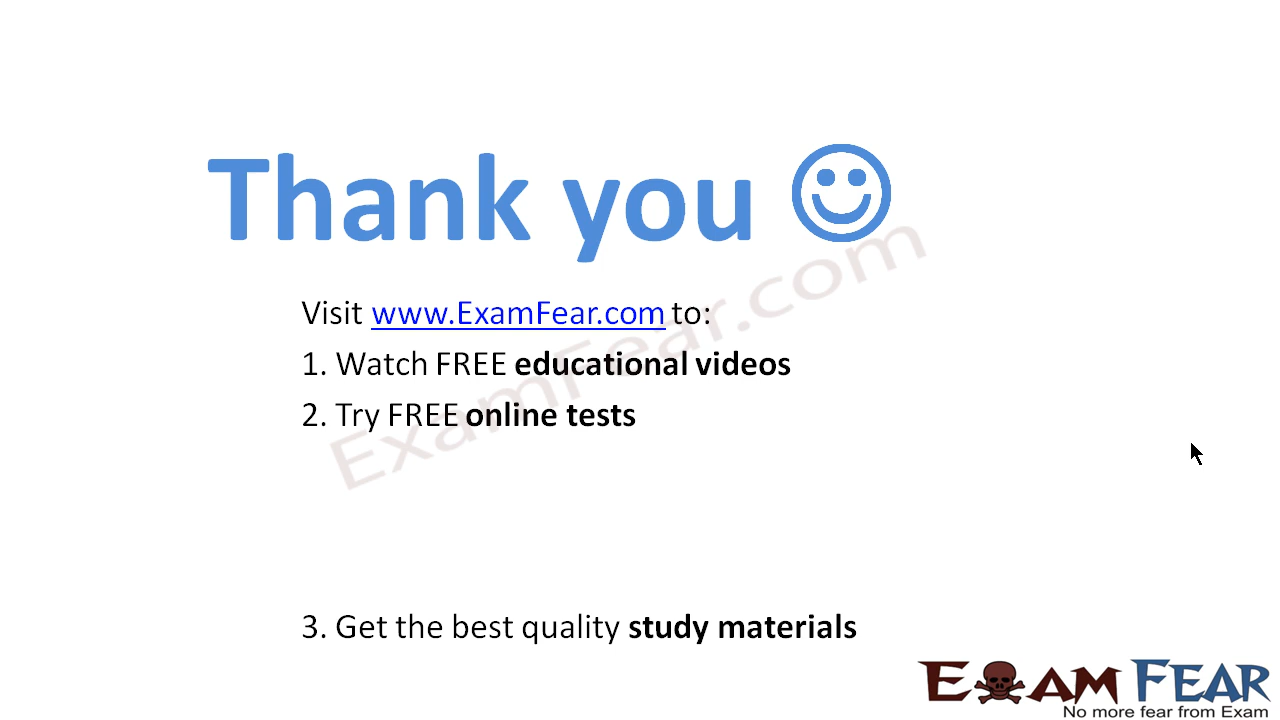 Thank you
Visit www.ExamFear.com to:
1. Watch FREE educational videos
2. Try FREE online tests
ExamFear.com
3. Get the best quality study materials
EXAM FEAR
No more fear from Exam